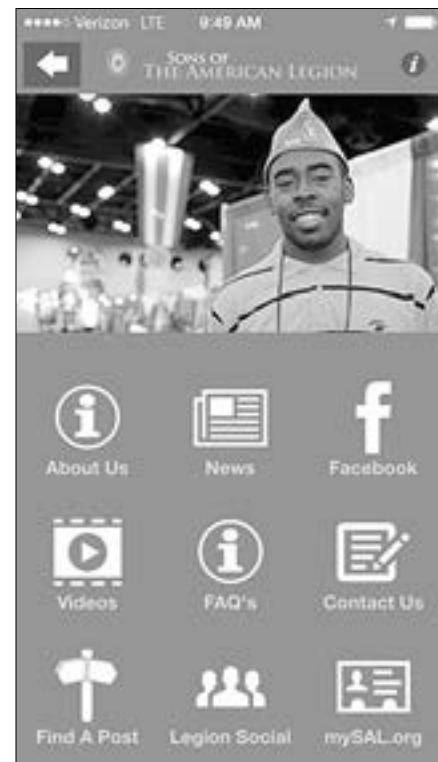 Verizon LTE 9:49 AM
SONS OF
THE AMERICAN LEGION
i
i
About Us News Facebook
i
Videos FAQ's Contact Us
Find A Post Legion Social mySAL.org